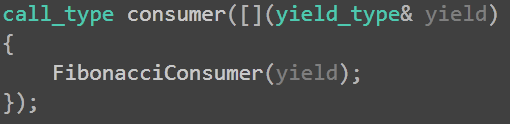 call_type consumer([](yield_type& yield)
{
    FibonacciConsumer(yield);
});